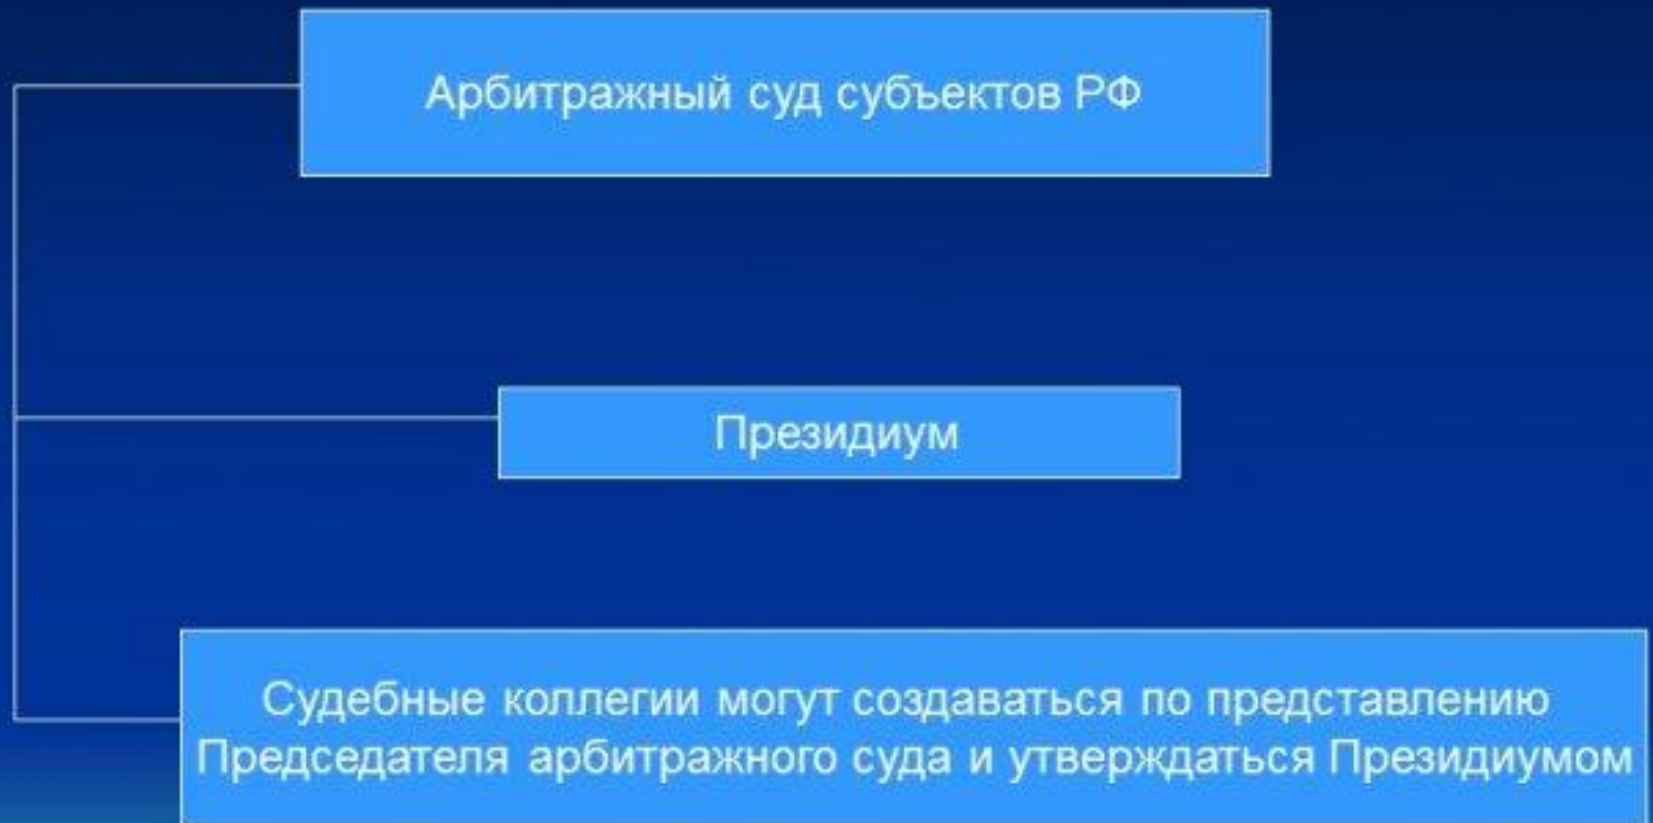 Арбитражный суд субъектов РФ
Президиум
Судебные коллегии могут создаваться по представлению
Председателя арбитражного суда и утверждаться Президиумом